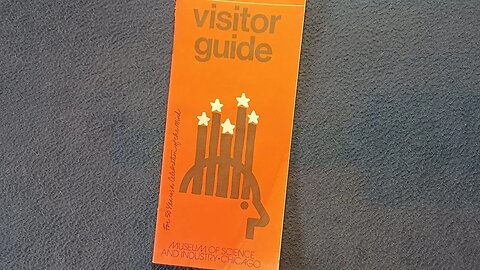 visitor
guide
For 50 Years a Celebration of the Mind
MUSEUM OF SCIENCE
AND INDUSTRY•CHICAGO